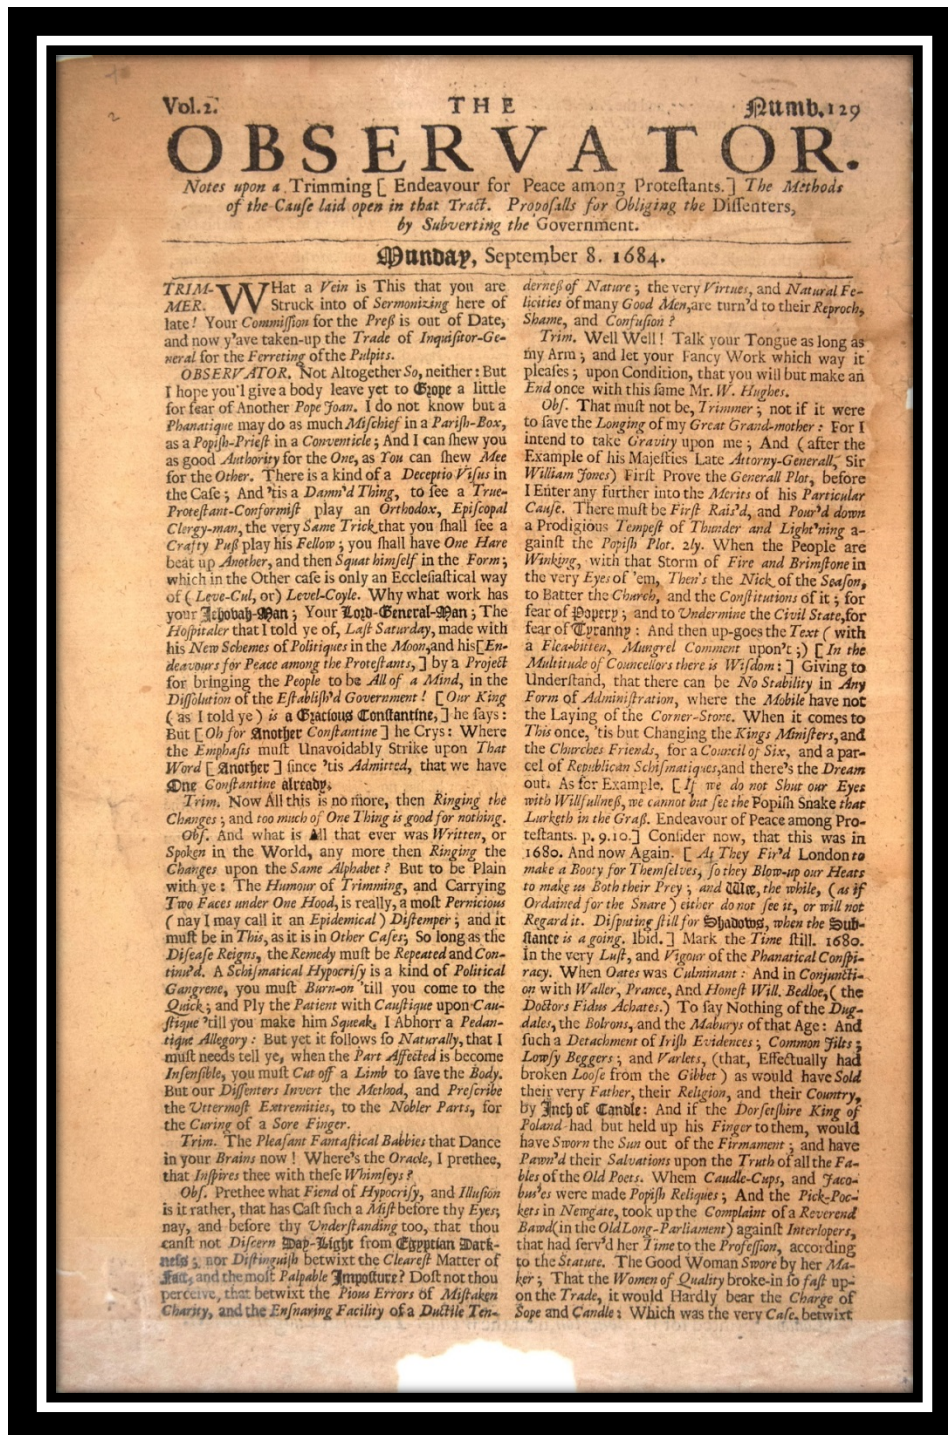 Vol. 2.
THE
Numb. 129
OBSERVATOR.
Notes upon a Trimming [ Endeavour for Peace among Protestants. ] The Methods
of the Cause laid open in that Tract. Proposalls for Obliging the Dissenters,
by Subverting the Government.
Munday, September 8. 1684.
TRIM- WHat a Vein is This that you are
MER. Struck into of Sermonizing here of
late! Your Commission for the Press is out of Date,
and now y'ave taken-up the Trade of Inquisitor-Ge-
neral for the Ferreting of the Pulpits.
OBSERVATOR. Not Altogether So, neither: But
I hope you'l give a body leave yet to Grope a little
for fear of Another Pope Joan. I do not know but a
Phanatique may do as much Mischief in a Parish-Box,
as a Popish-Priest in a Conventicle; And I can shew you
as good Authority for the One, as You can shew Mee
for the Other. There is a kind of a Deceptio Visus in
the Case; And 'tis a Damn'd Thing, to see a True-
Protestant-Conformist play an Orthodox, Episcopal
Clergy-man, the very Same Trick that you shall see a
Crafty Puß play his Fellow; you shall have One Hare
beat up Another, and then Squat himself in the Form;
which in the Other case is only an Ecclesiastical way
of ( Leve-Cul, or) Level-Coyle. Why what work has
your Jehovah-Man; Your Lord-General-Man; The
Hospitaler that I told ye of, Last Saturday, made with
his New Schemes of Politiques in the Moon, and his [En-
deavours for Peace among the Protestants, ] by a Project
for bringing the People to be All of a Mind, in the
Dissolution of the Establish'd Government! [Our King
( as I told ye) is a Gracious Constantine, ] he says:
But [Oh for Another Constantine ] he Crys: Where
the Emphasis must Unavoidably Strike upon That
Word [ Another ] since 'tis Admitted, that we have
One Constantine already.
Trim. Now All this is no more, then Ringing the
Changes; and too much of One Thing is good for nothing.
Obs. And what is All that ever was Written, or
Spoken in the World, any more then Ringing the
Changes upon the Same Alphabet? But to be Plain
with ye: The Humour of Trimming, and Carrying
Two Faces under One Hood, is really, a most Pernicious
( nay I may call it an Epidemical ) Distemper; and it
must be in This, as it is in Other Cases; So long as the
Disease Reigns, the Remedy must be Repeated and Con-
tinu'd. A Schismatical Hypocrisy is a kind of Political
Gangrene, you must Burn-on 'till you come to the
Quick; and Ply the Patient with Caustique upon Cau-
stique 'till you make him Squeak. I Abhorr a Pedan-
tique Allegory: But yet it follows so Naturally, that I
must needs tell ye, when the Part Affected is become
Insensible, you must Cut off a Limb to save the Body.
But our Dissenters Invert the Method, and Prescribe
the Uttermost Extremities, to the Nobler Parts, for
the Curing of a Sore Finger.
Trim. The Pleasant Fantastical Babbies that Dance
in your Brains now! Where's the Oracle, I prethee,
that Inspires thee with these Whimseys?
Obs. Prethee what Fiend of Hypocrisy, and Illusion
is it rather, that has Cast such a Mist before thy Eyes;
nay, and before thy Understanding too, that thou
canst not Discern Day-Light from Egyptian Dark-
ness; nor Distinguish betwixt the Clearest Matter of
Fact, and the most Palpable Imposture? Dost not thou
perceive, that betwixt the Pious Errors of Mistaken
Charity, and the Ensnaring Facility of a Ductile Ten-
derneß of Nature; the very Virtues, and Natural Fe-
licities of many Good Men, are turn'd to their Reproch,
Shame, and Confusion?
Trim. Well Well! Talk your Tongue as long as
my Arm; and let your Fancy Work which way it
pleases; upon Condition, that you will but make an
End once with this same Mr. W. Hughes.
Obs. That must not be, Trimmer; not if it were
to save the Longing of my Great Grand-mother: For I
intend to take Gravity upon me; And (after the
Example of his Majesties Late Attorny-Generall, Sir
William Jones) First Prove the Generall Plot, before
I Enter any further into the Merits of his Particular
Cause. There must be First Rais'd, and Pour'd down
a Prodigious Tempest of Thunder and Light'ning a-
gainst the Popish Plot. 2ly. When the People are
Winking, with that Storm of Fire and Brimstone in
the very Eyes of 'em, Then's the Nick of the Season,
to Batter the Church, and the Constitutions of it; for
fear of Popery; and to Undermine the Civil State, for
fear of Tyranny: And then up-goes the Text ( with
a Flea-bitten, Mungrel Comment upon't;) [ In the
Multitude of Councellors there is Wisdom: ] Giving to
Understand, that there can be No Stability in Any
Form of Administration, where the Mobile have not
the Laying of the Corner-Stone. When it comes to
This once, 'tis but Changing the Kings Ministers, and
the Churches Friends, for a Council of Six, and a par-
cel of Republican Schismatiques, and there's the Dream
out. As for Example. [ If we do not Shut our Eyes
with Willfullneß, we cannot but see the Popish Snake that
Lurketh in the Graß. Endeavour of Peace among Pro-
testants. p. 9. 10.] Consider now, that this was in
1680. And now Again. [ As They Fir'd London to
make a Booty for Themselves, so they Blow-up our Heats
to make us Both their Prey; and Wee, the while, (as if
Ordained for the Snare ) either do not see it, or will not
Regard it. Disputing still for Shadows, when the Sub-
stance is a going. Ibid. ] Mark the Time still. 1680.
In the very Lust, and Vigour of the Phanatical Conspi-
racy. When Oates was Culminant: And in Conjuncti-
on with Waller, Prance, And Honest Will. Bedloe, ( the
Doctors Fidus Achates.) To say Nothing of the Dug-
dales, the Bolrons, and the Maburys of that Age: And
such a Detachment of Irish Evidences; Common Jilts;
Lowsy Beggers; and Varlets, (that, Effectually had
broken Loose from the Gibbet ) as would have Sold
their very Father, their Religion, and their Country,
by Inch of Candle: And if the Dorsetshire King of
Poland had but held up his Finger to them, would
have Sworn the Sun out of the Firmament; and have
Pawn'd their Salvations upon the Truth of all the Fa-
bles of the Old Poets. Whem Caudle-Cups, and Jaco-
bus'es were made Popish Reliques; And the Pick-Poc-
kets in Newgate, took up the Complaint of a Reverend
Bawd (in the Old Long-Parliament) against Interlopers,
that had serv'd her Time to the Profession, according
to the Statute. The Good Woman Swore by her Ma-
ker; That the Women of Quality broke-in so fast up-
on the Trade, it would Hardly bear the Charge of
Sope and Candle: Which was the very Case, betwixt